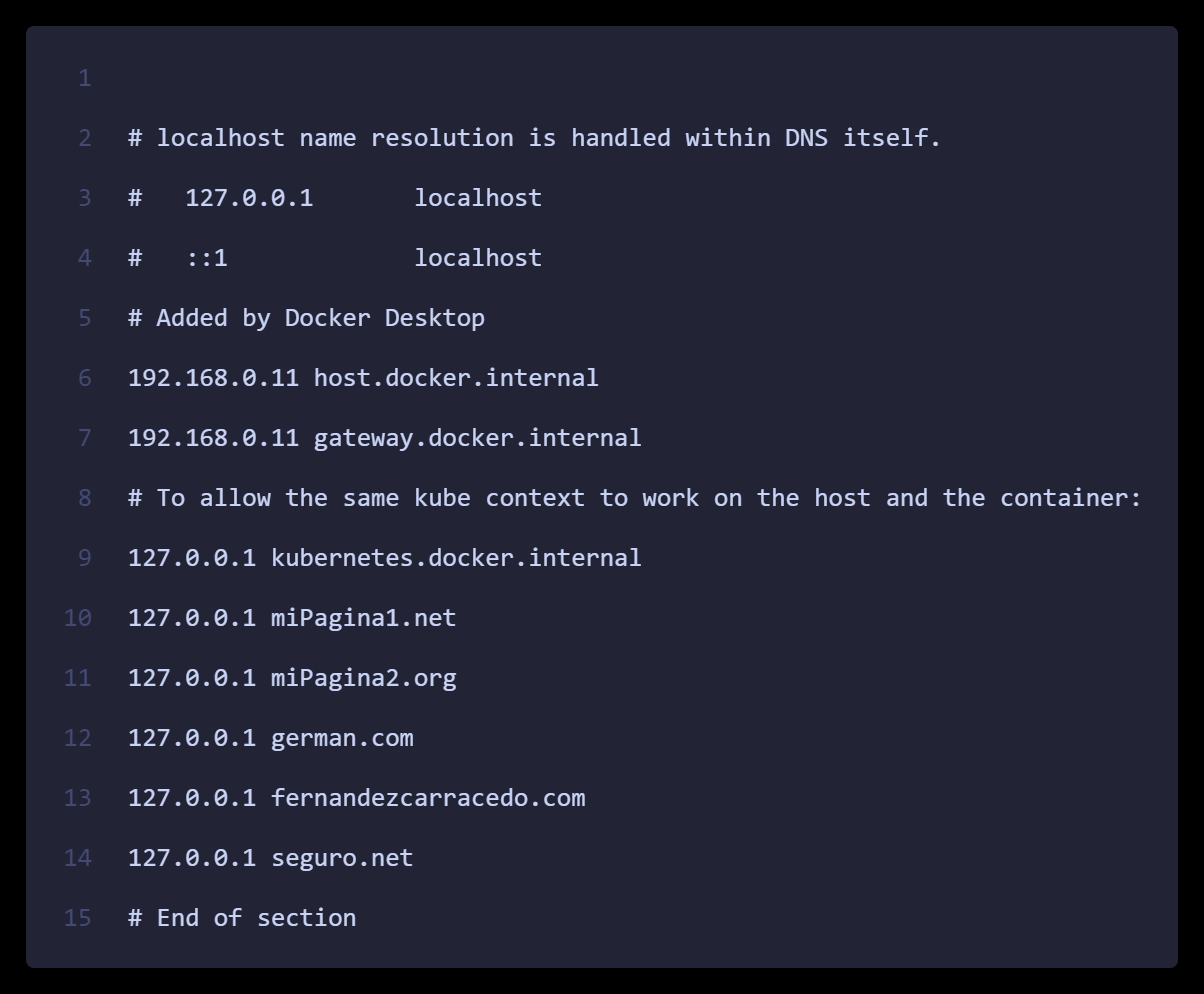 1
2 # localhost name resolution is handled within DNS itself.
3 #   127.0.0.1       localhost
4 #   ::1             localhost
5 # Added by Docker Desktop
6 192.168.0.11 host.docker.internal
7 192.168.0.11 gateway.docker.internal
8 # To allow the same kube context to work on the host and the container:
9 127.0.0.1 kubernetes.docker.internal
10 127.0.0.1 miPagina1.net
11 127.0.0.1 miPagina2.org
12 127.0.0.1 german.com
13 127.0.0.1 fernandezcarracedo.com
14 127.0.0.1 seguro.net
15 # End of section